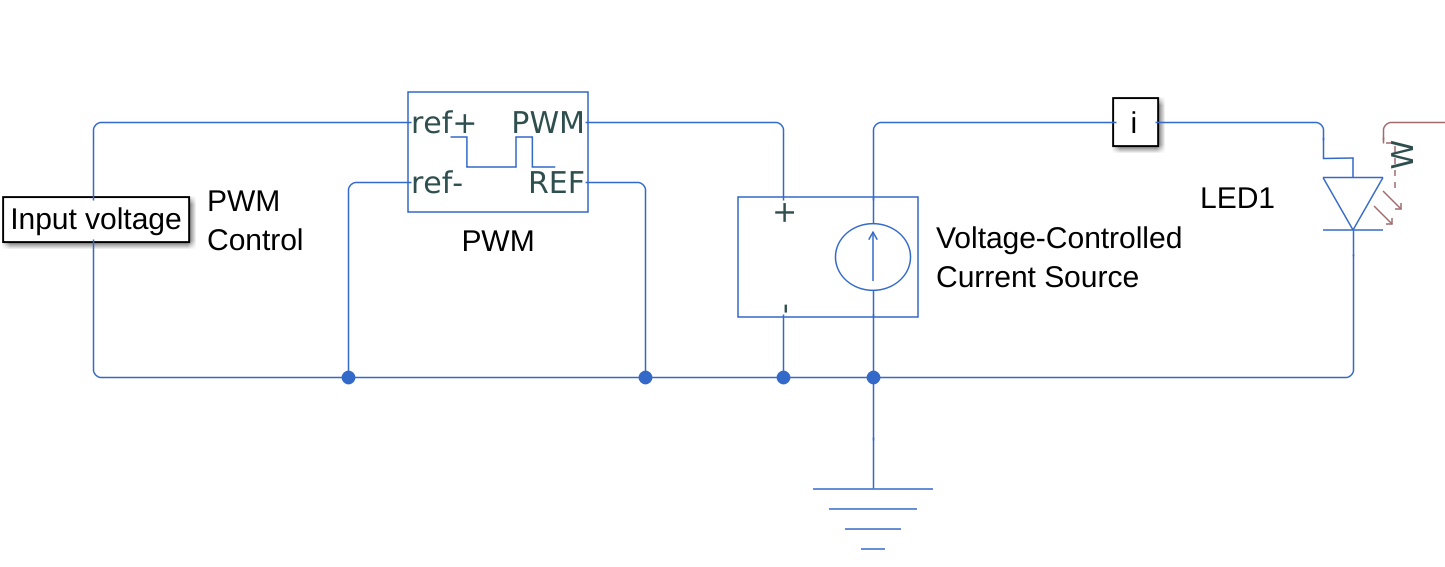 ref+ PWM
ref- REF
PWM
Input voltage
PWM
Control
+
-
Voltage-Controlled
Current Source
i
LED1
W